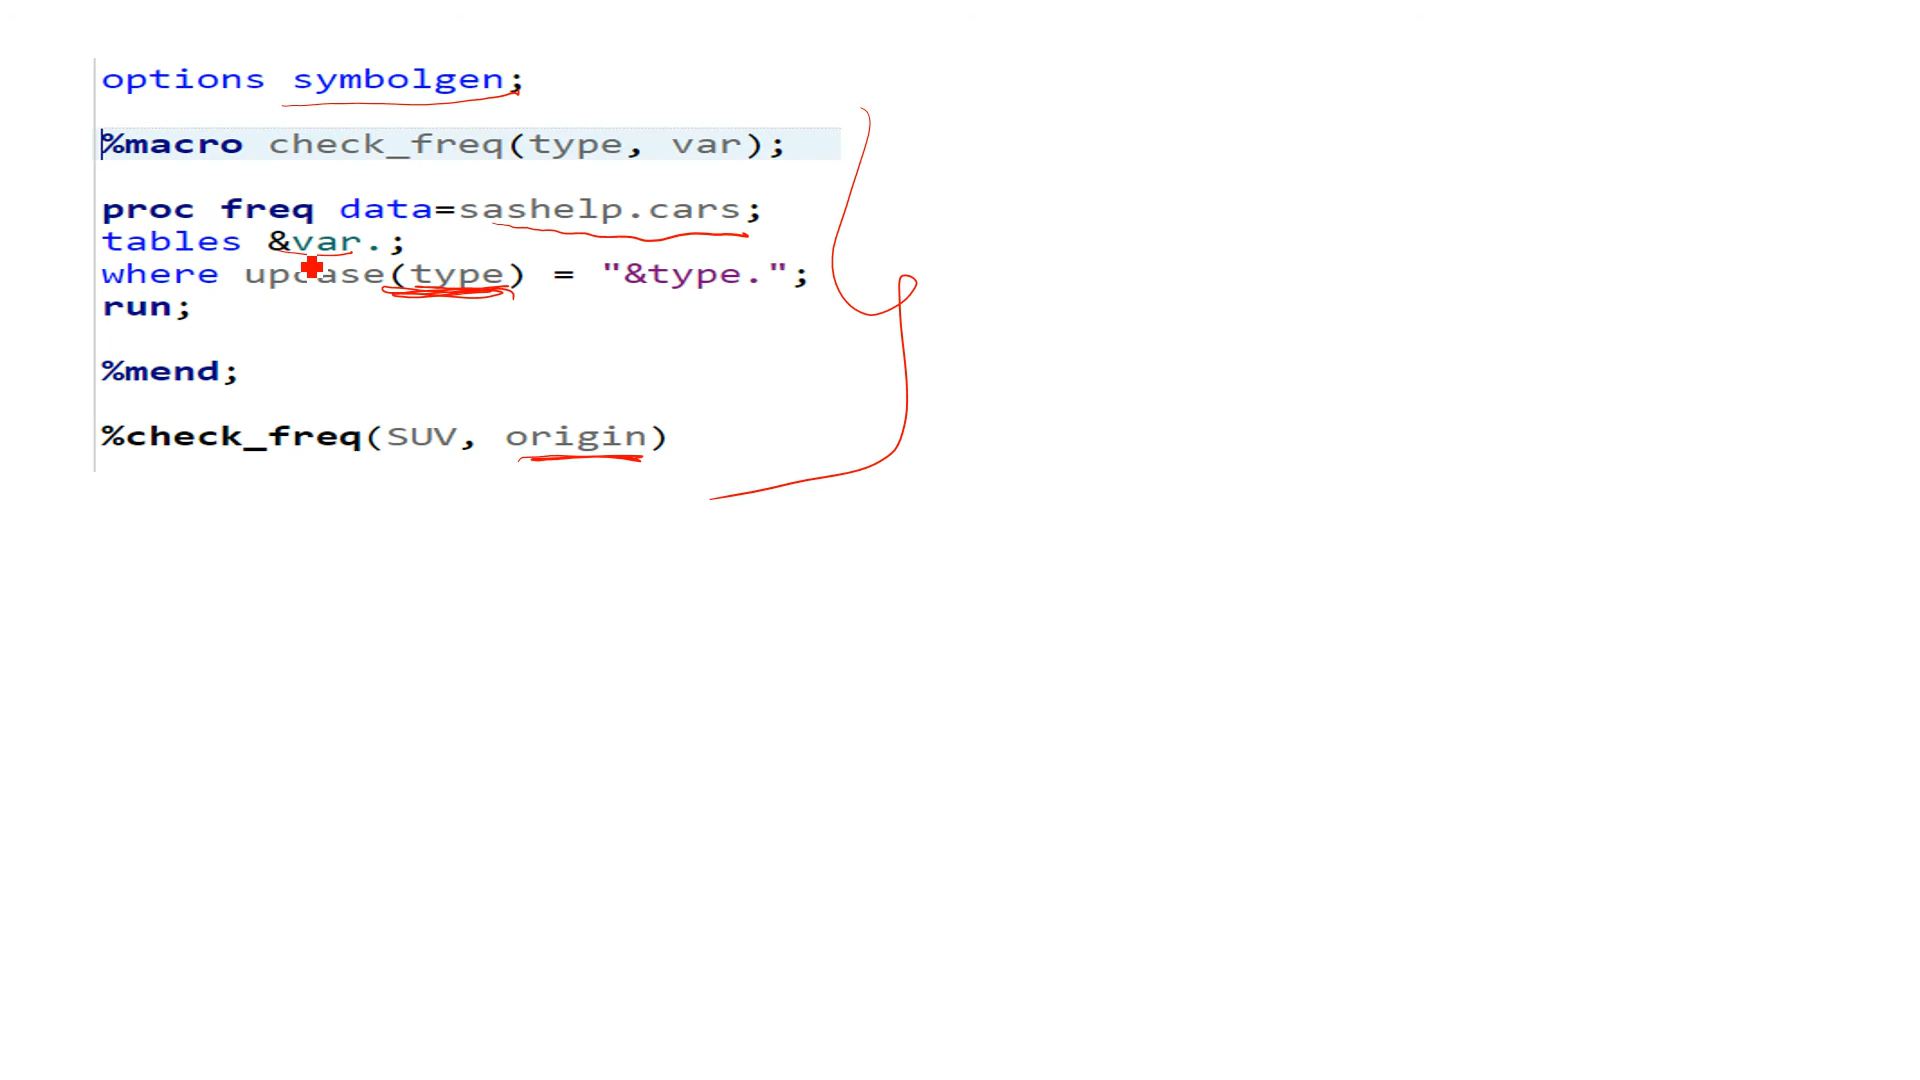 options symbolgen;
%macro check_freq(type, var);
proc freq data=sashelp.cars;
tables &var.;
where upcase(type) = "&type.";
run;
%mend;
%check_freq(SUV, origin)